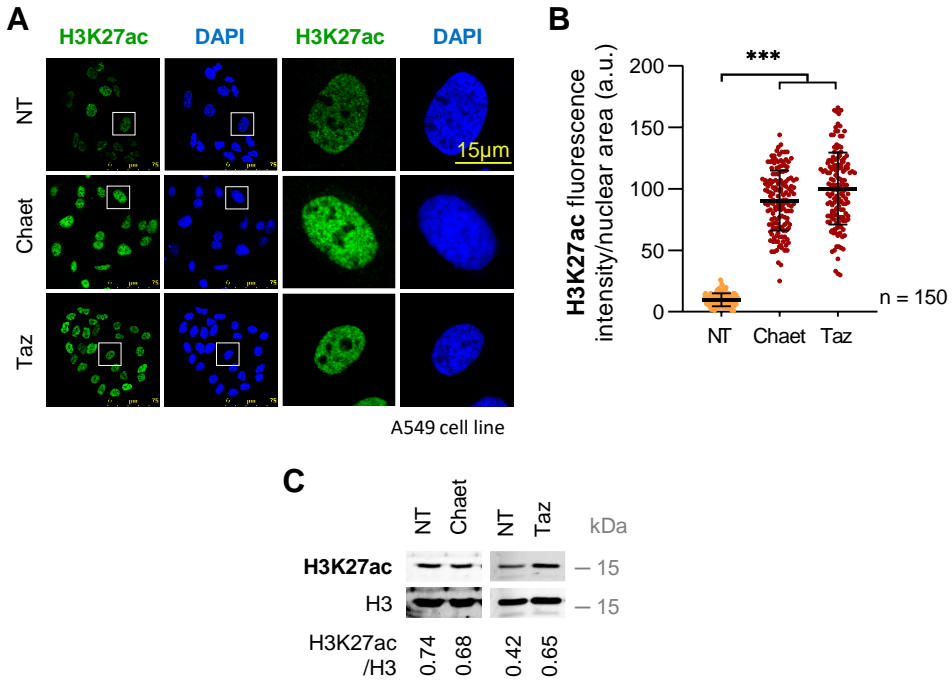 A
H3K27ac DAPI H3K27ac DAPI
NT
15μm
Chaet
Taz
A549 cell line
B
H3K27ac fluorescence
intensity/nuclear area (a.u.)
200
150
100
50
0
***
NT Chaet Taz
n = 150
C
NT Chaet NT Taz kDa
H3K27ac
15
H3
15
H3K27ac
/H3
0.74 0.68 0.42 0.65